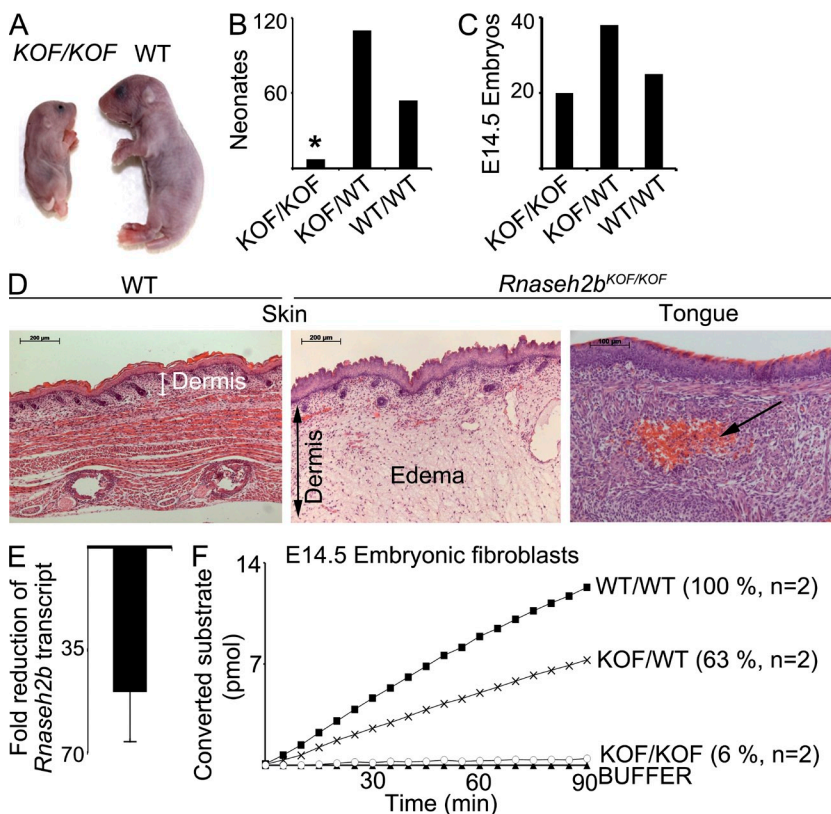 A
KOF/KOF WT
B
120
60
Neonates
*
KOF/KOF
KOF/WT
WT/WT
C
40
20
E14.5 Embryos
KOF/KOF
KOF/WT
WT/WT
D
WT
Rnaseh2bKOF/KOF
Skin
Tongue
200 µm
Dermis
200 µm
Dermis
Edema
100 µm
E
Fold reduction of
Rnaseh2b transcript
35
70
F
E14.5 Embryonic fibroblasts
14
7
Converted substrate
(pmol)
WT/WT (100 %, n=2)
KOF/WT (63 %, n=2)
KOF/KOF (6 %, n=2)
BUFFER
30
60
90
Time (min)